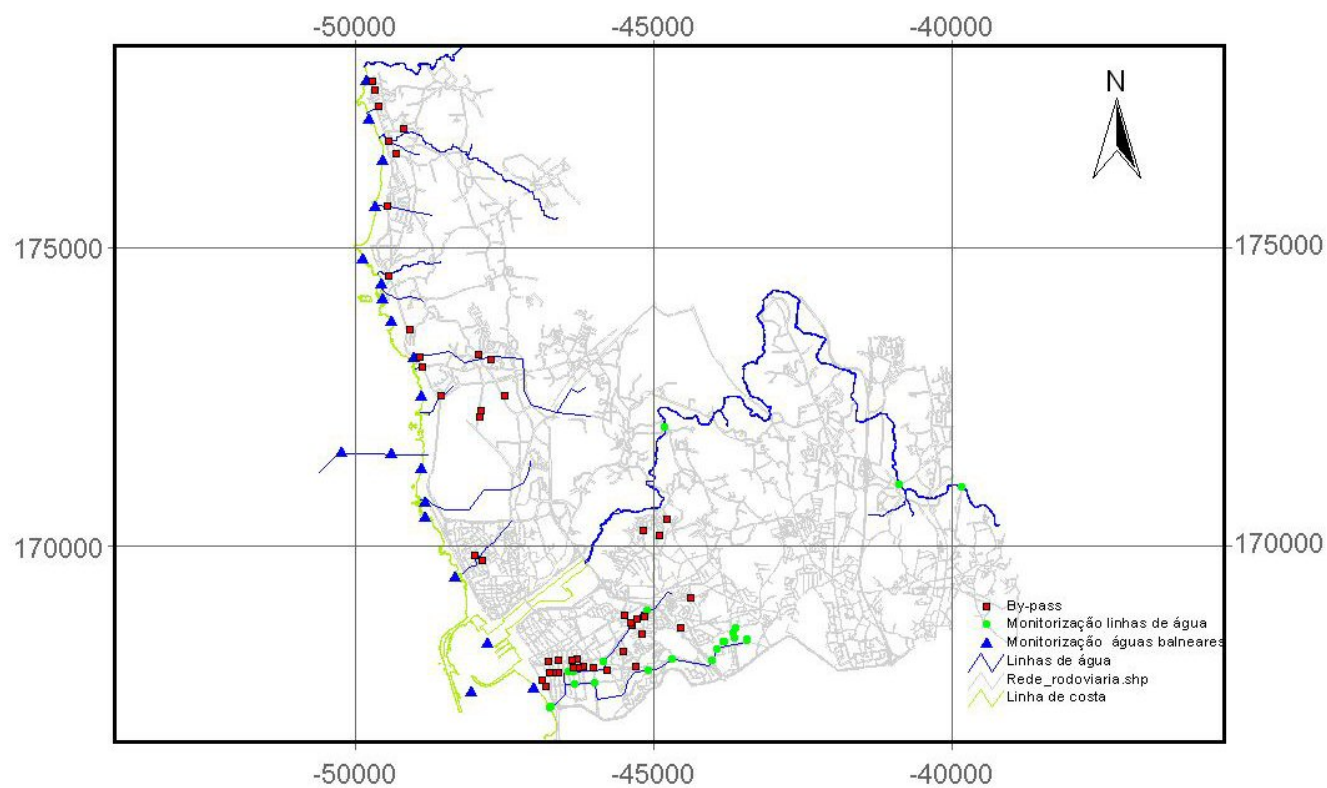 -50000 -45000 -40000
N
175000 175000
170000 170000
By-pass
Monitorização linhas de água
Monitorização águas balneares
Linhas de água
Rede_rodoviaria.shp
Linha de costa
-50000 -45000 -40000